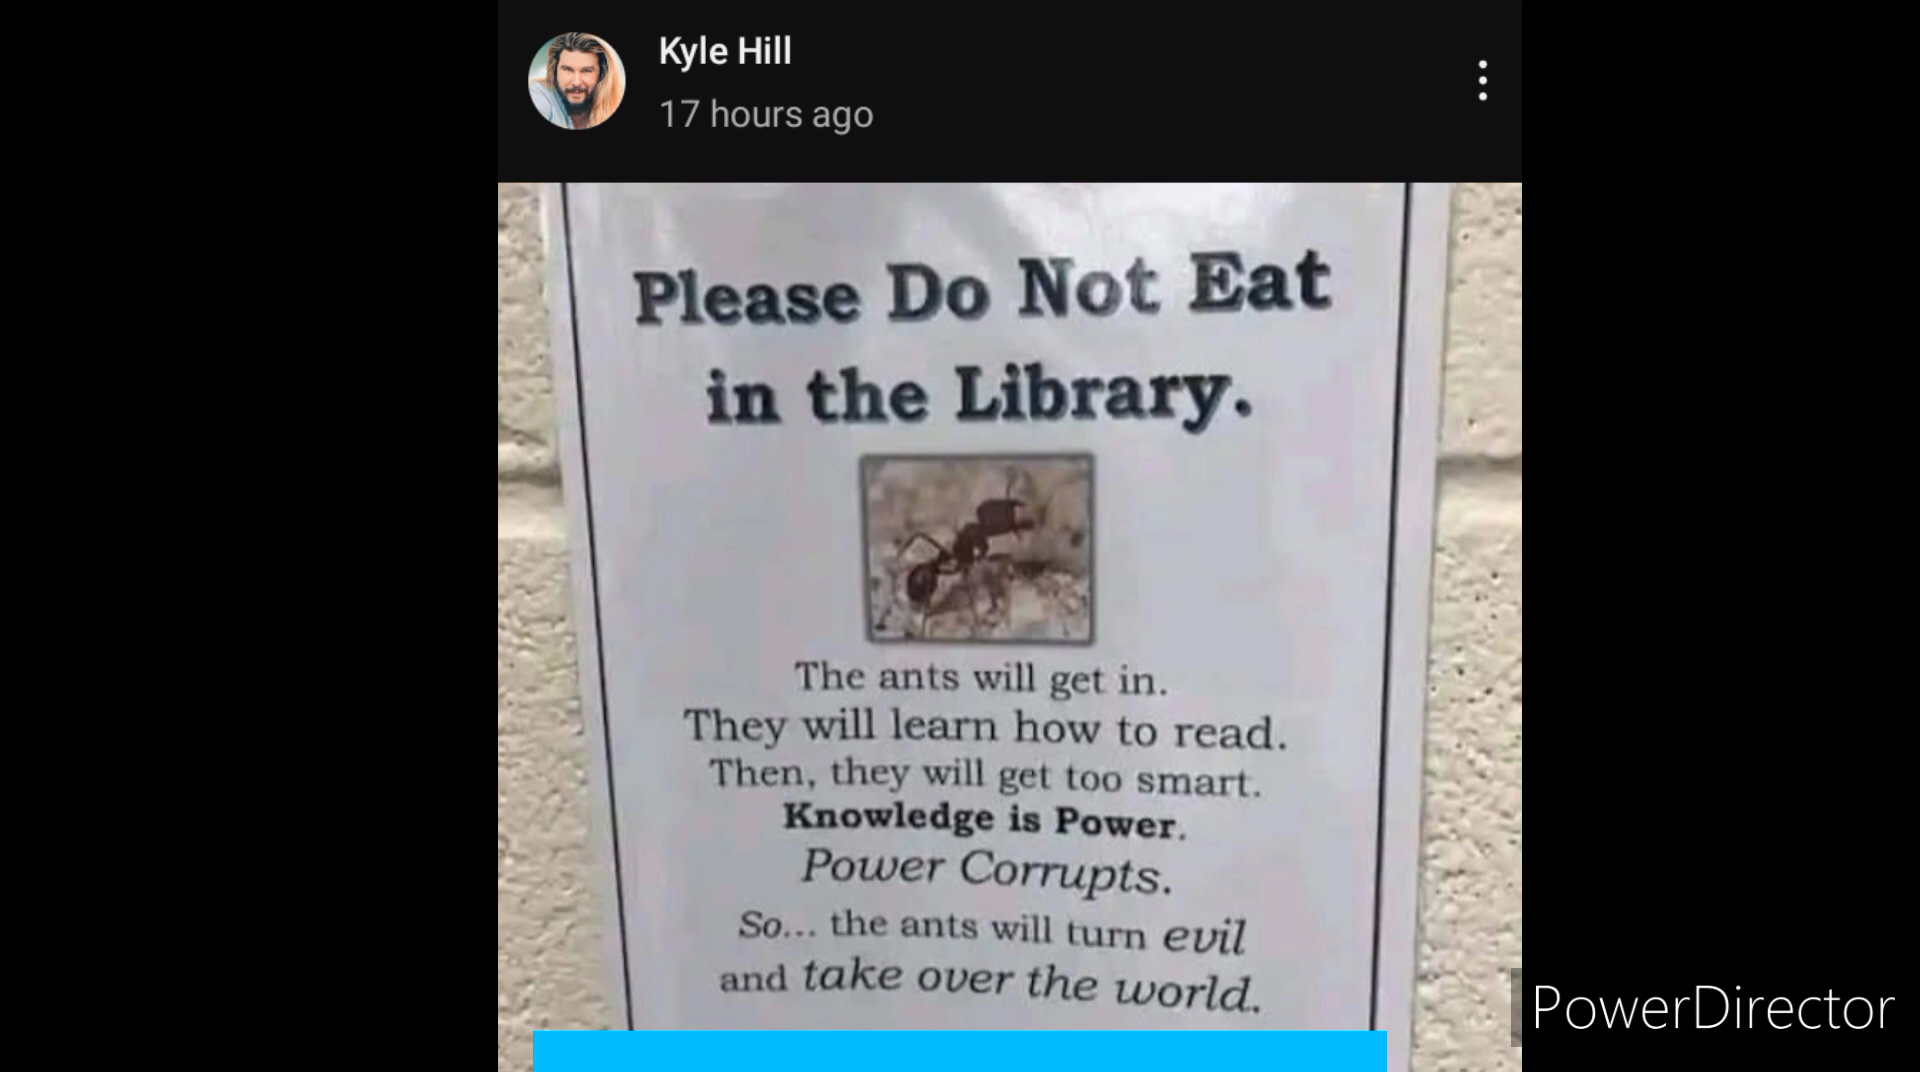 Kyle Hill
17 hours ago
Please Do Not Eat
in the Library.
The ants will get in.
They will learn how to read.
Then, they will get too smart.
Knowledge is Power.
Power Corrupts.
So... the ants will turn evil
and take over the world.
PowerDirector